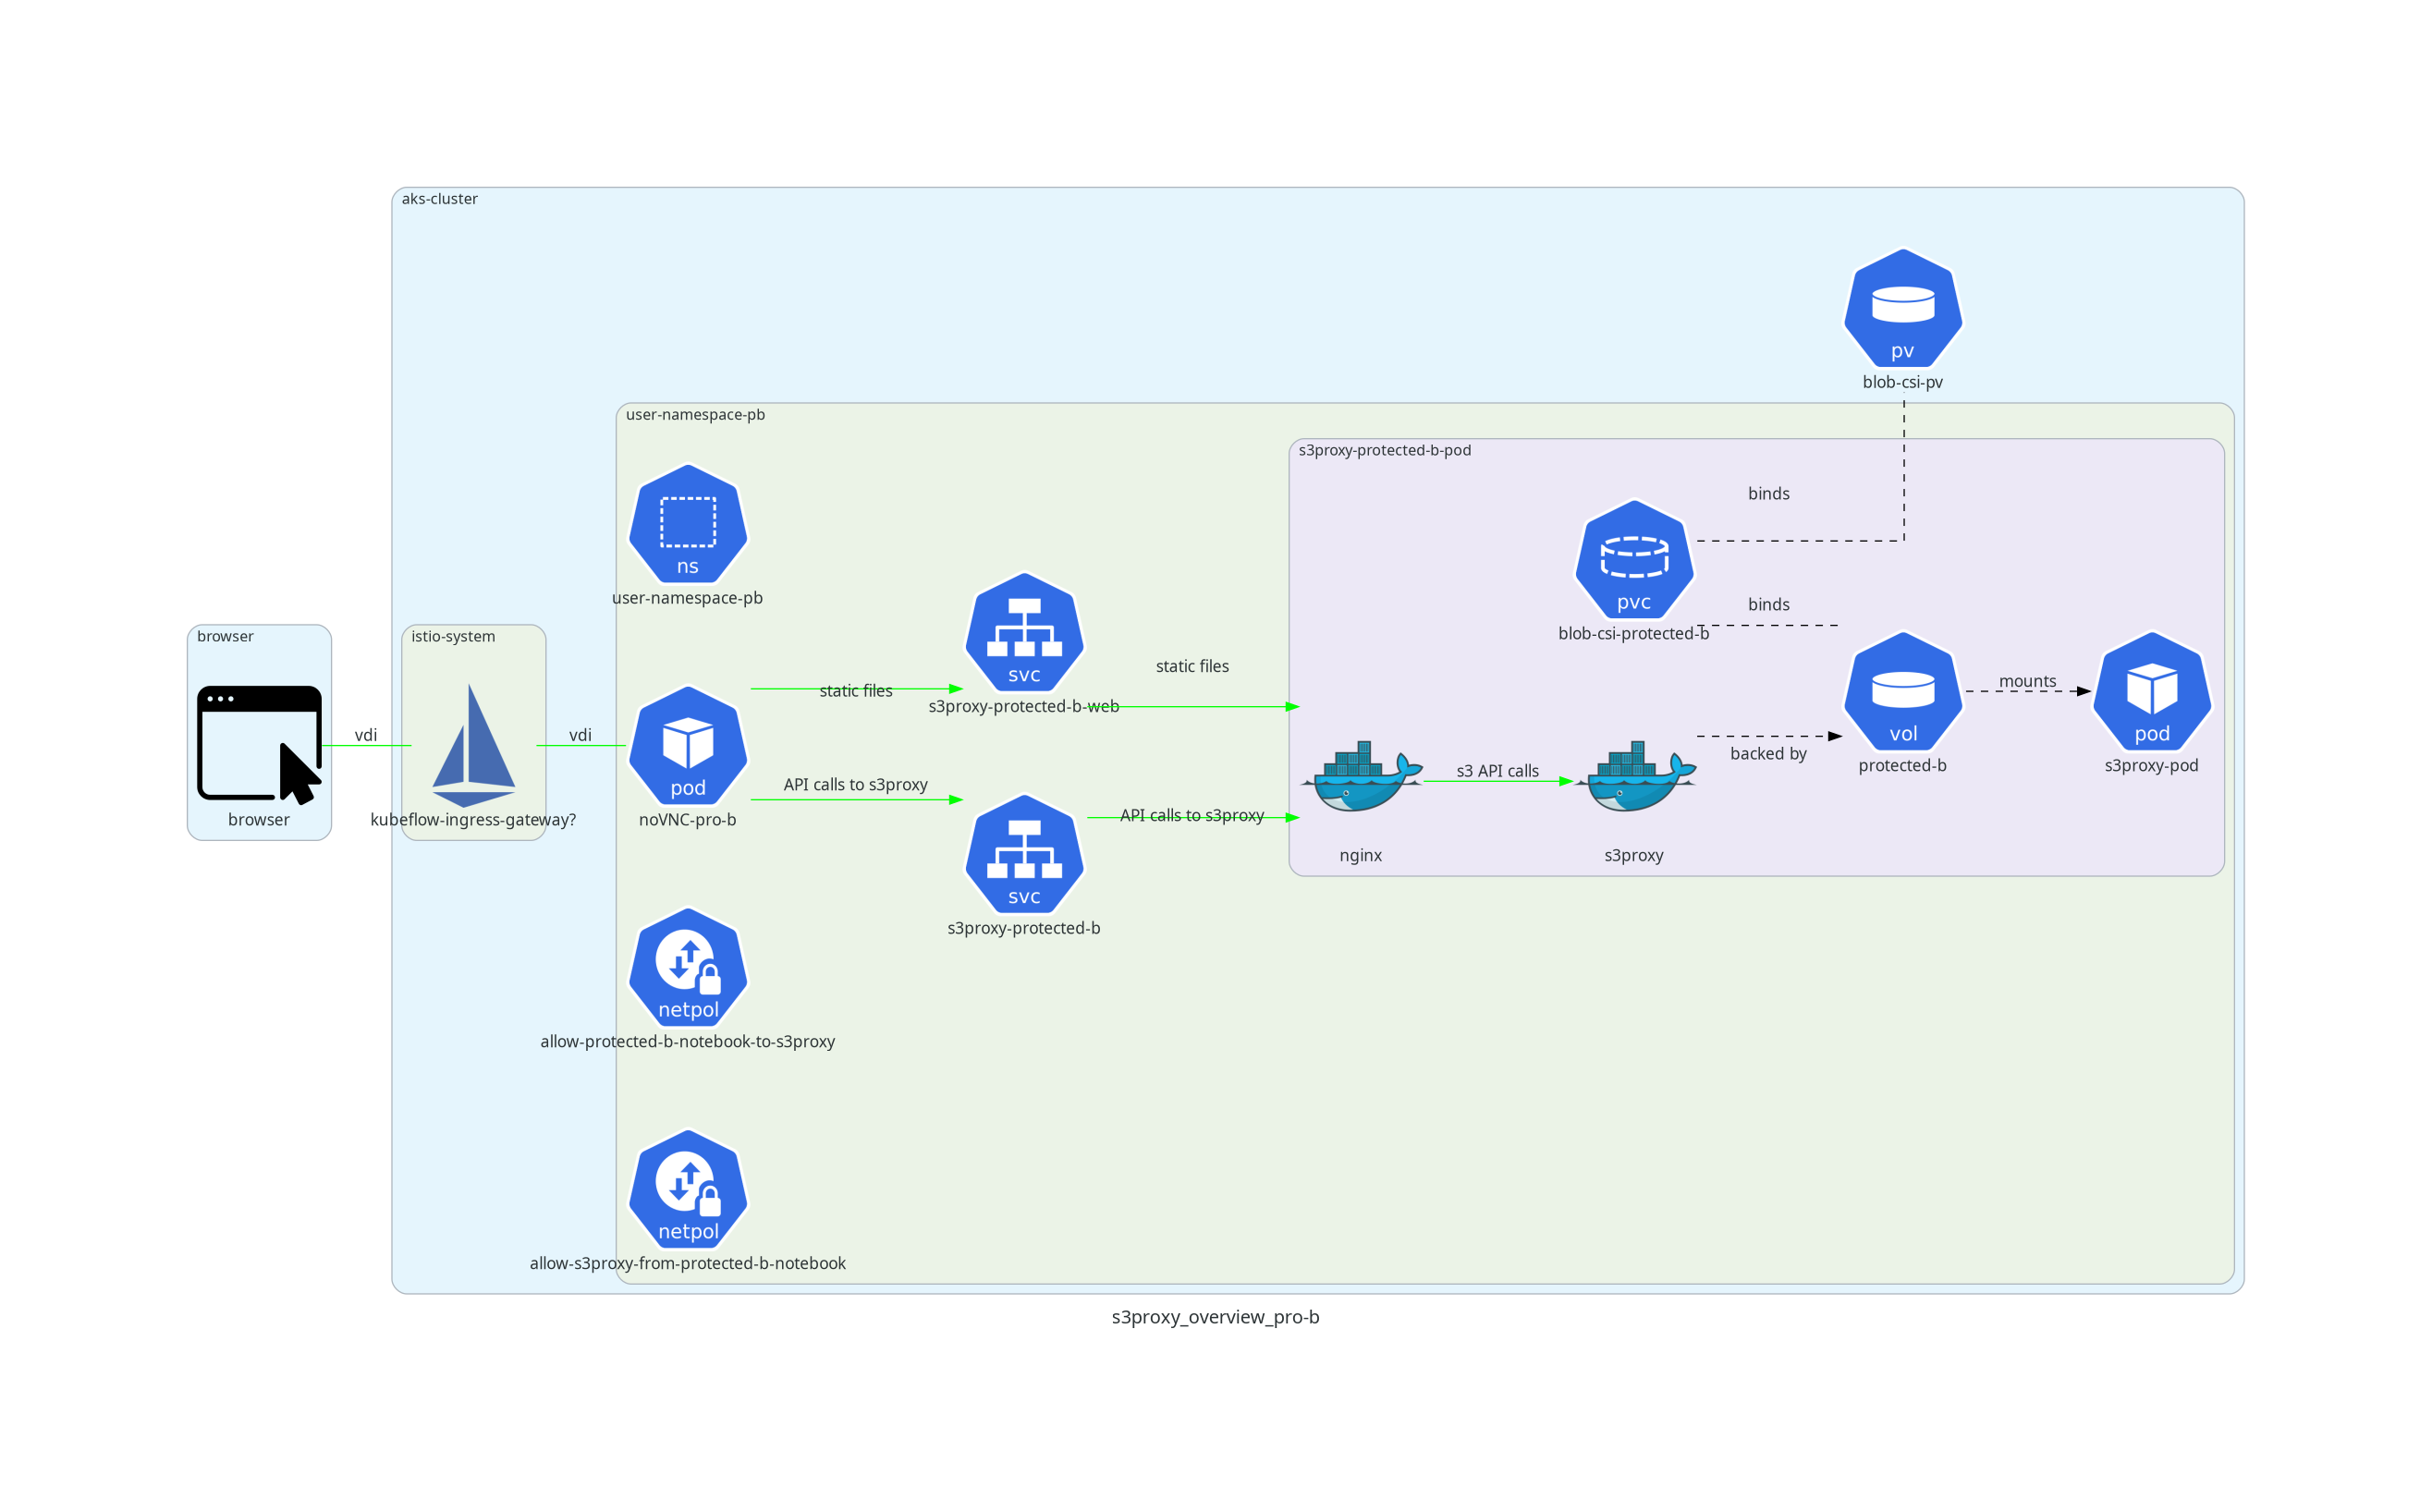 aks-cluster
pv
blob-csi-pv
user-namespace-pb
s3proxy-protected-b-pod
binds
ns
user-namespace-pb
pvc
blob-csi-protected-b
binds
browser
istio-system
svc
s3proxy-protected-b-web
static files
static files
mounts
vdi
vdi
pod
noVNC-pro-b
vol
protected-b
pod
s3proxy-pod
backed by
s3 API calls
API calls to s3proxy
API calls to s3proxy
browser
kubeflow-ingress-gateway?
nginx
s3proxy
svc
s3proxy-protected-b
netpol
allow-protected-b-notebook-to-s3proxy
netpol
allow-s3proxy-from-protected-b-notebook
s3proxy_overview_pro-b